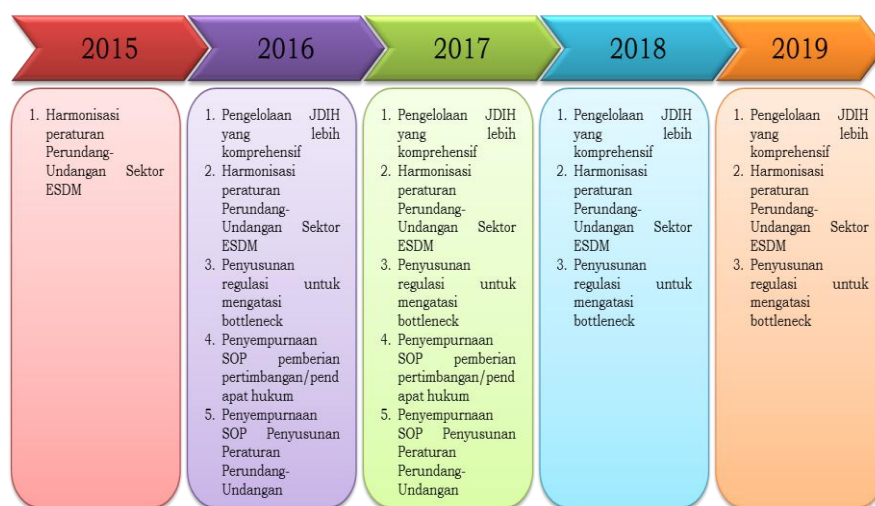 2015
2016
2017
2018
2019
1. Harmonisasi
peraturan
Perundang-
Undangan Sektor
ESDM
1. Pengelolaan JDIH
yang lebih
komprehensif
2. Harmonisasi
peraturan
Perundang-
Undangan Sektor
ESDM
3. Penyusunan
regulasi untuk
mengatasi
bottleneck
4. Penyempurnaan
SOP pemberian
pertimbangan/pend
apat hukum
5. Penyempurnaan
SOP Penyusunan
Peraturan
Perundang-
Undangan
1. Pengelolaan JDIH
yang lebih
komprehensif
2. Harmonisasi
peraturan
Perundang-
Undangan Sektor
ESDM
3. Penyusunan
regulasi untuk
mengatasi
bottleneck
4. Penyempurnaan
SOP pemberian
pertimbangan/pend
apat hukum
5. Penyempurnaan
SOP Penyusunan
Peraturan
Perundang-
Undangan
1. Pengelolaan JDIH
yang lebih
komprehensif
2. Harmonisasi
peraturan
Perundang-
Undangan Sektor
ESDM
3. Penyusunan
regulasi untuk
mengatasi
bottleneck
1. Pengelolaan JDIH
yang lebih
komprehensif
2. Harmonisasi
peraturan
Perundang-
Undangan Sektor
ESDM
3. Penyusunan
regulasi untuk
mengatasi
bottleneck